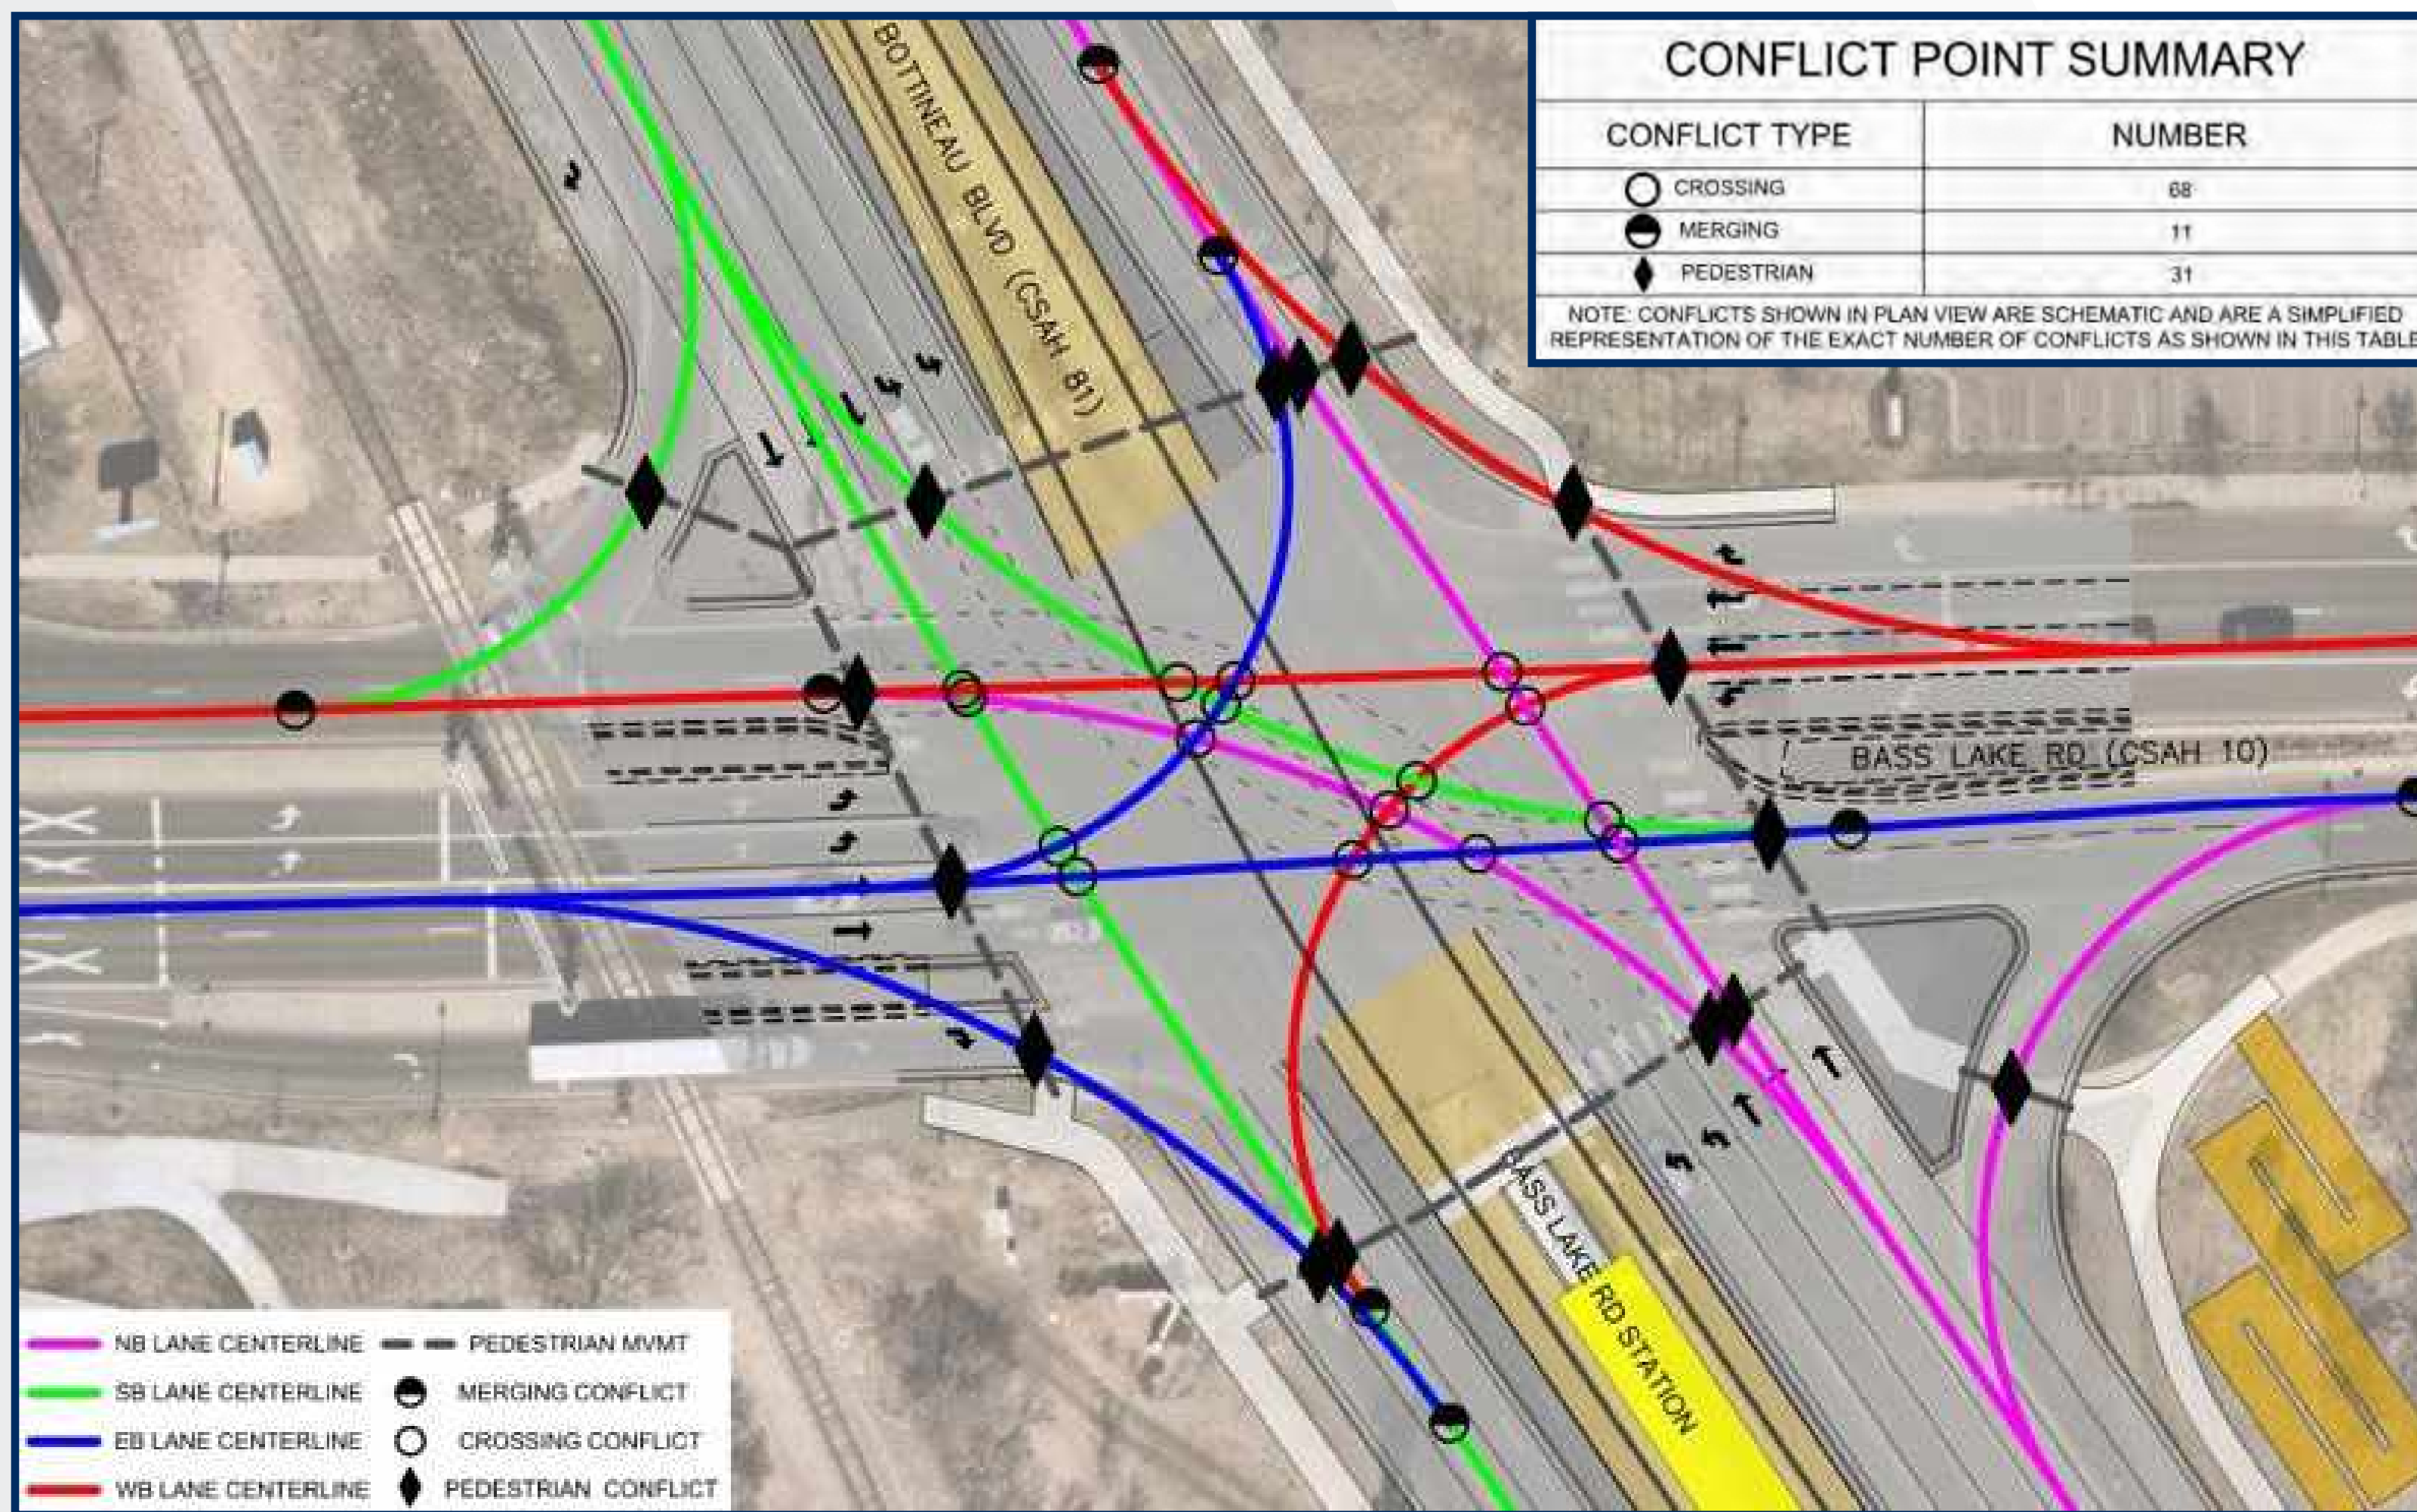 CONFLICT POINT SUMMARY
CONFLICT TYPE NUMBER
CROSSING 68
MERGING 11
PEDESTRIAN 31
NOTE: CONFLICTS SHOWN IN PLAN VIEW ARE SCHEMATIC AND ARE A SIMPLIFIED
REPRESENTATION OF THE EXACT NUMBER OF CONFLICTS AS SHOWN IN THIS TABLE
BOTTINEAU BLVD (CSAH 81)
BASS LAKE RD (CSAH 10)
BASS LAKE RD STATION
NB LANE CENTERLINE PEDESTRIAN MVMT
SB LANE CENTERLINE MERGING CONFLICT
EB LANE CENTERLINE CROSSING CONFLICT
WB LANE CENTERLINE PEDESTRIAN CONFLICT